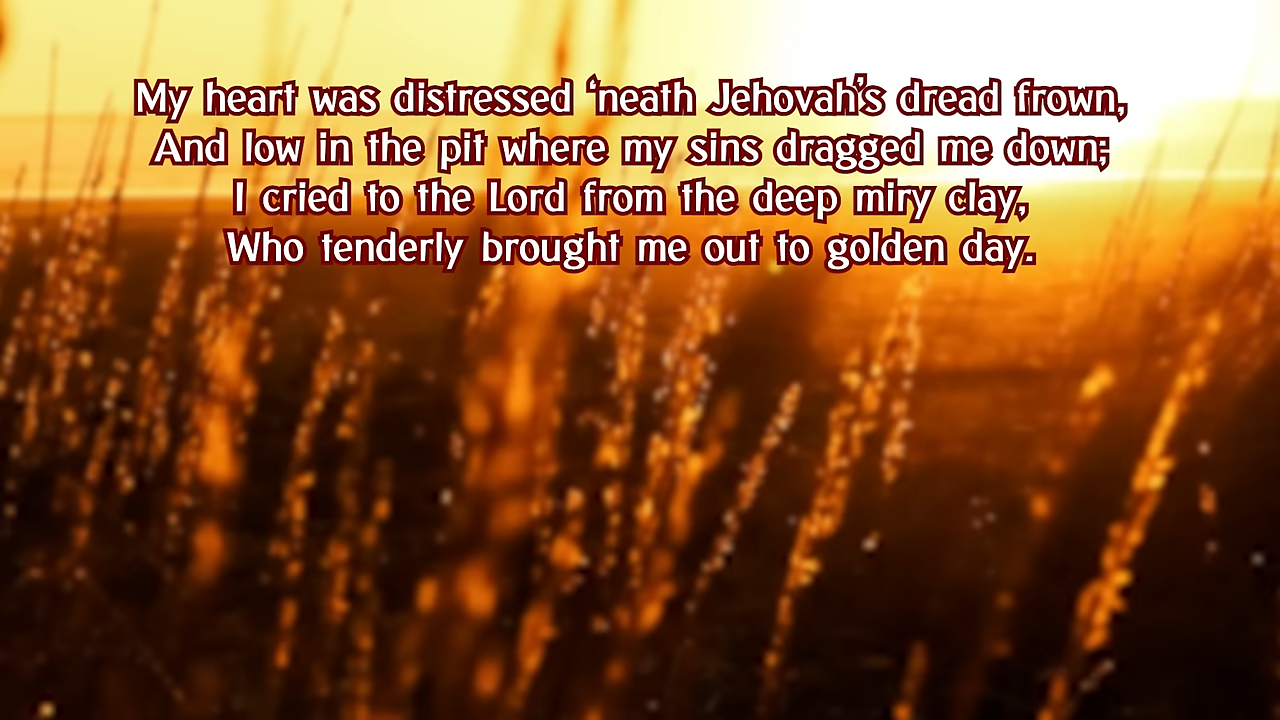 My heart was distressed ‘neath Jehovah’s dread frown,
And low in the pit where my sins dragged me down;
I cried to the Lord from the deep miry clay,
Who tenderly brought me out to golden day.